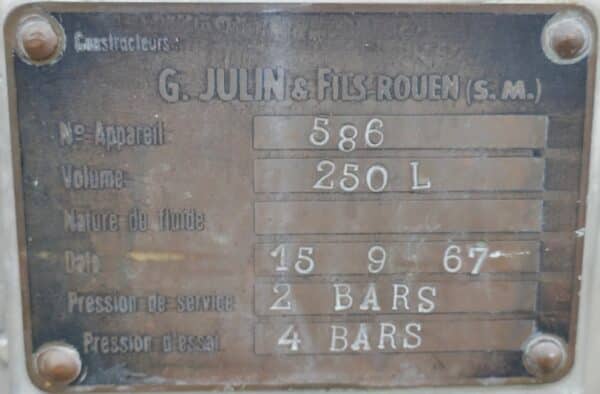 Constructeurs:
G. JULIN & FILS-ROUEN (S.M.)
No Appareil 586
Volume 250 L
Nature de fluide
Date 15 9 67
Pression de service 2 BARS
Pression d'essai 4 BARS